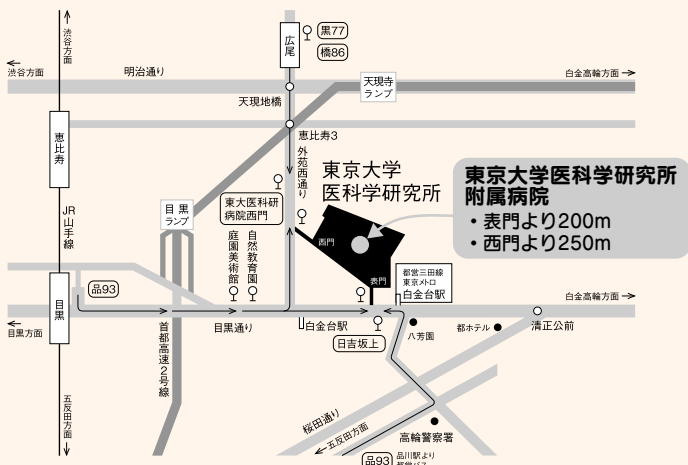 渋谷方面
広尾
黒77
橋86
渋谷方面
明治通り
天現寺
ランプ
白金高輪方面
天現地橋
恵比寿
恵比寿3
外苑西通り
東京大学
医科学研究所
東京大学医科学研究所
附属病院
・表門より200m
・西門より250m
JR山手線
目黒
ランプ
東大医科研
病院西門
庭園美術館
自然教育園
西門
表門
都営三田線
東京メトロ
白金台駅
品93
目黒
白金高輪方面
目黒方面
首都高速2号線
目黒通り
白金台駅
日吉坂上
八芳園
都ホテル
清正公前
五反田方面
桜田通り
五反田方面
高輪警察署
品93
品川駅より